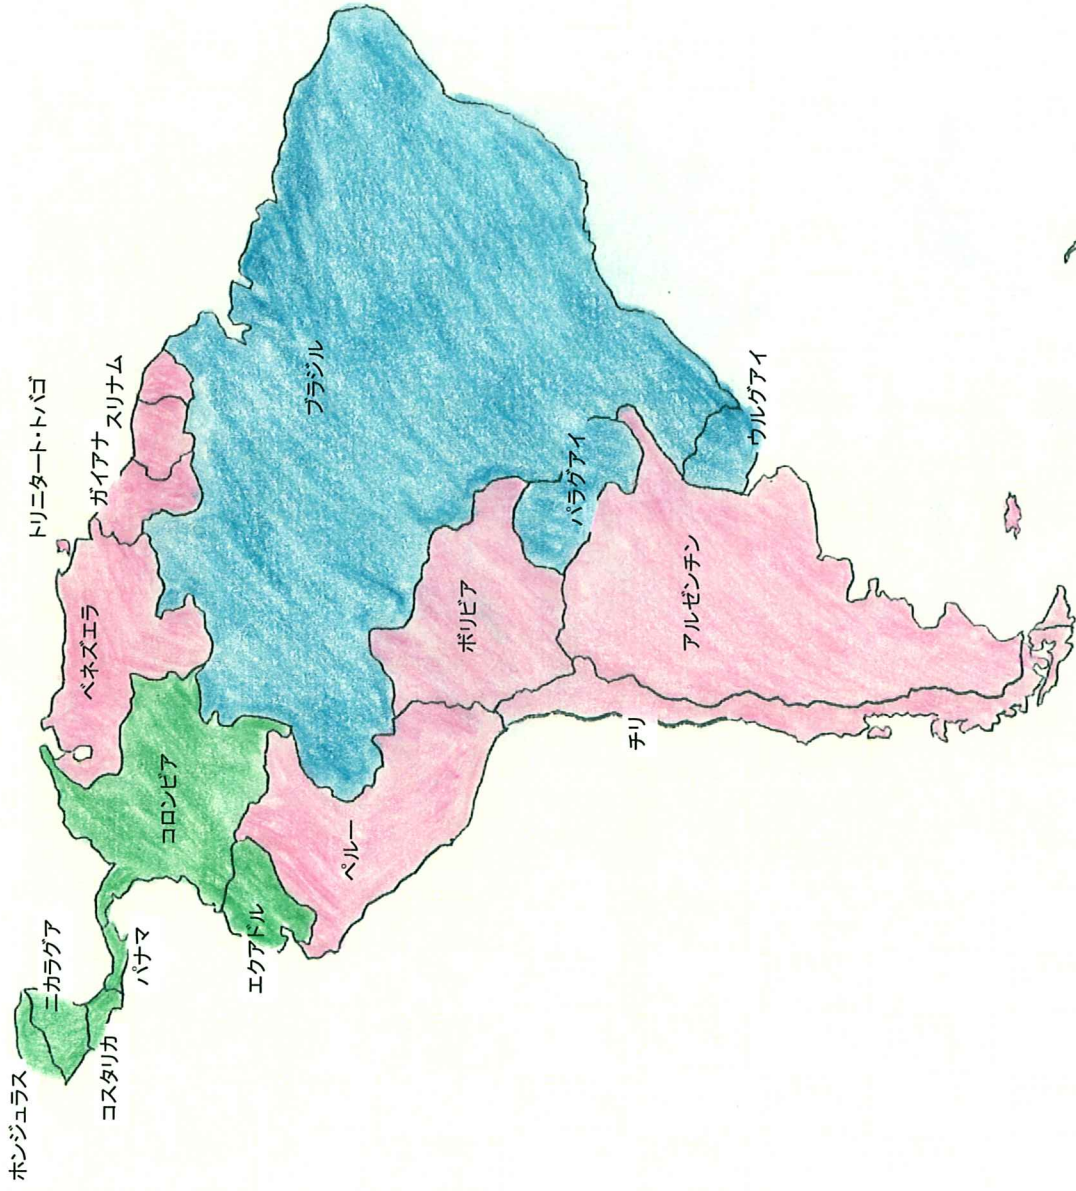 ホンジュラス
ニカラグア
コスタリカ
パナマ
トリニタート・トバゴ
ガイアナ
スリナム
ベネズエラ
コロンビア
エクアドル
ペルー
ブラジル
ボリビア
パラグアイ
ウルグアイ
アルゼンチン
チリ